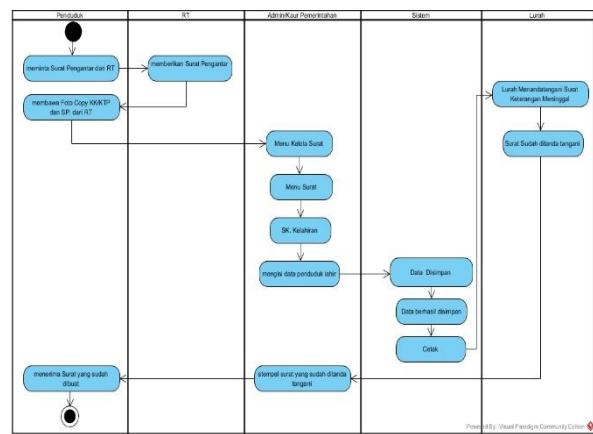 Penduduk
RT
Admin/Kaur Pemerintahan
Sistem
Lurah
meminta Surat Pengantar dari RT
memberikan Surat Pengantar
membawa Foto Copy KK/KTP
dan SP. dari RT
Menu Kelola Surat
Menu Surat
SK. Kelahiran
mengisi data penduduk lahir
Data Disimpan
Data berhasil disimpan
Cetak
Lurah Menandatangani Surat
Keterangan Meninggal
Surat Sudah ditanda tangani
stempel surat yang sudah ditanda
tangani
menerima Surat yang sudah
dibuat
Powered By Visual Paradigm Community Edition